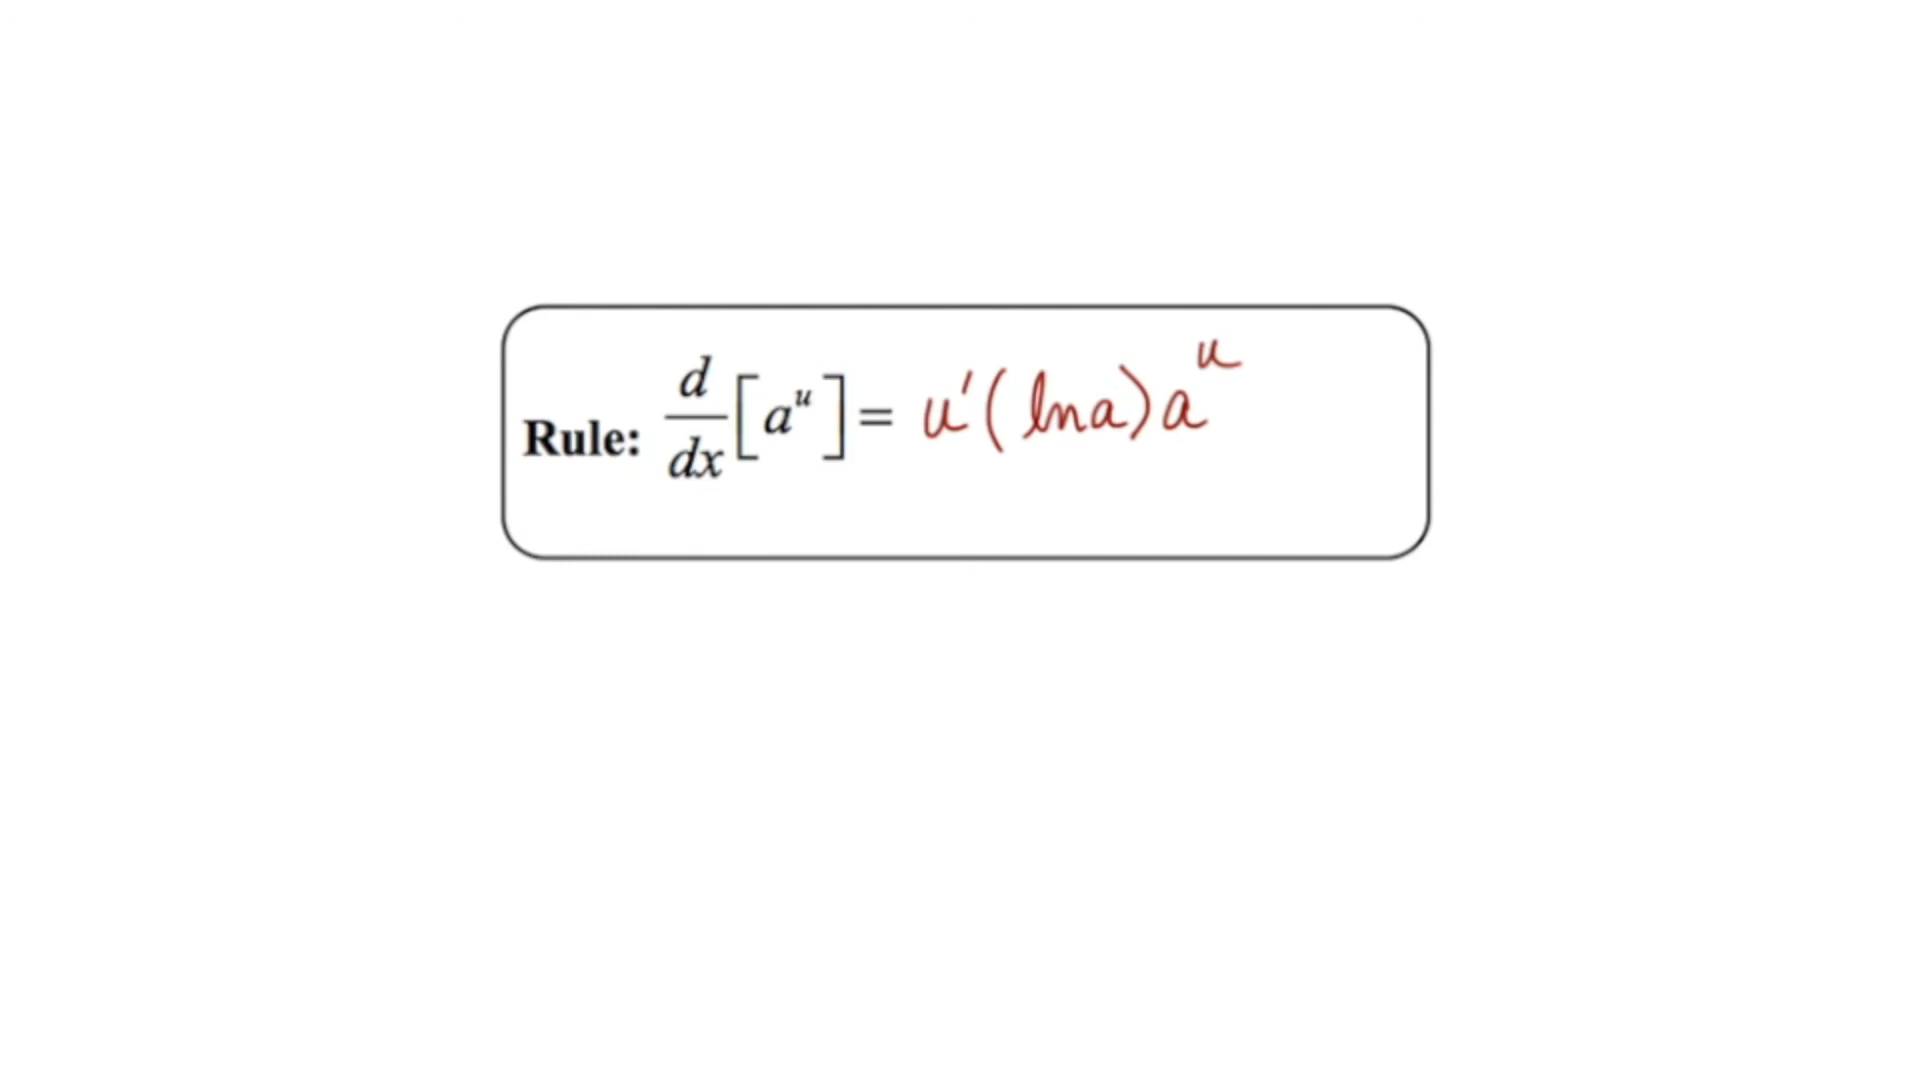 Rule: d/dx [a^u] = u'(ln a)a^u